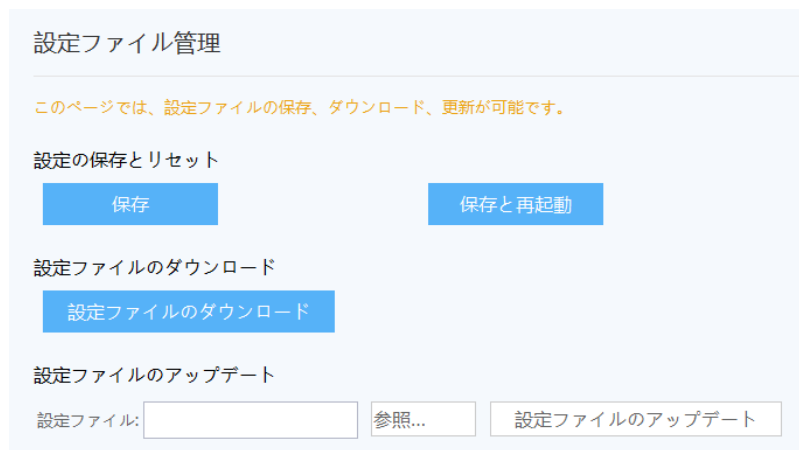 設定ファイル管理
このページでは、設定ファイルの保存、ダウンロード、更新が可能です。
設定の保存とリセット
保存 保存と再起動
設定ファイルのダウンロード
設定ファイルのダウンロード
設定ファイルのアップデート
設定ファイル: 参照... 設定ファイルのアップデート